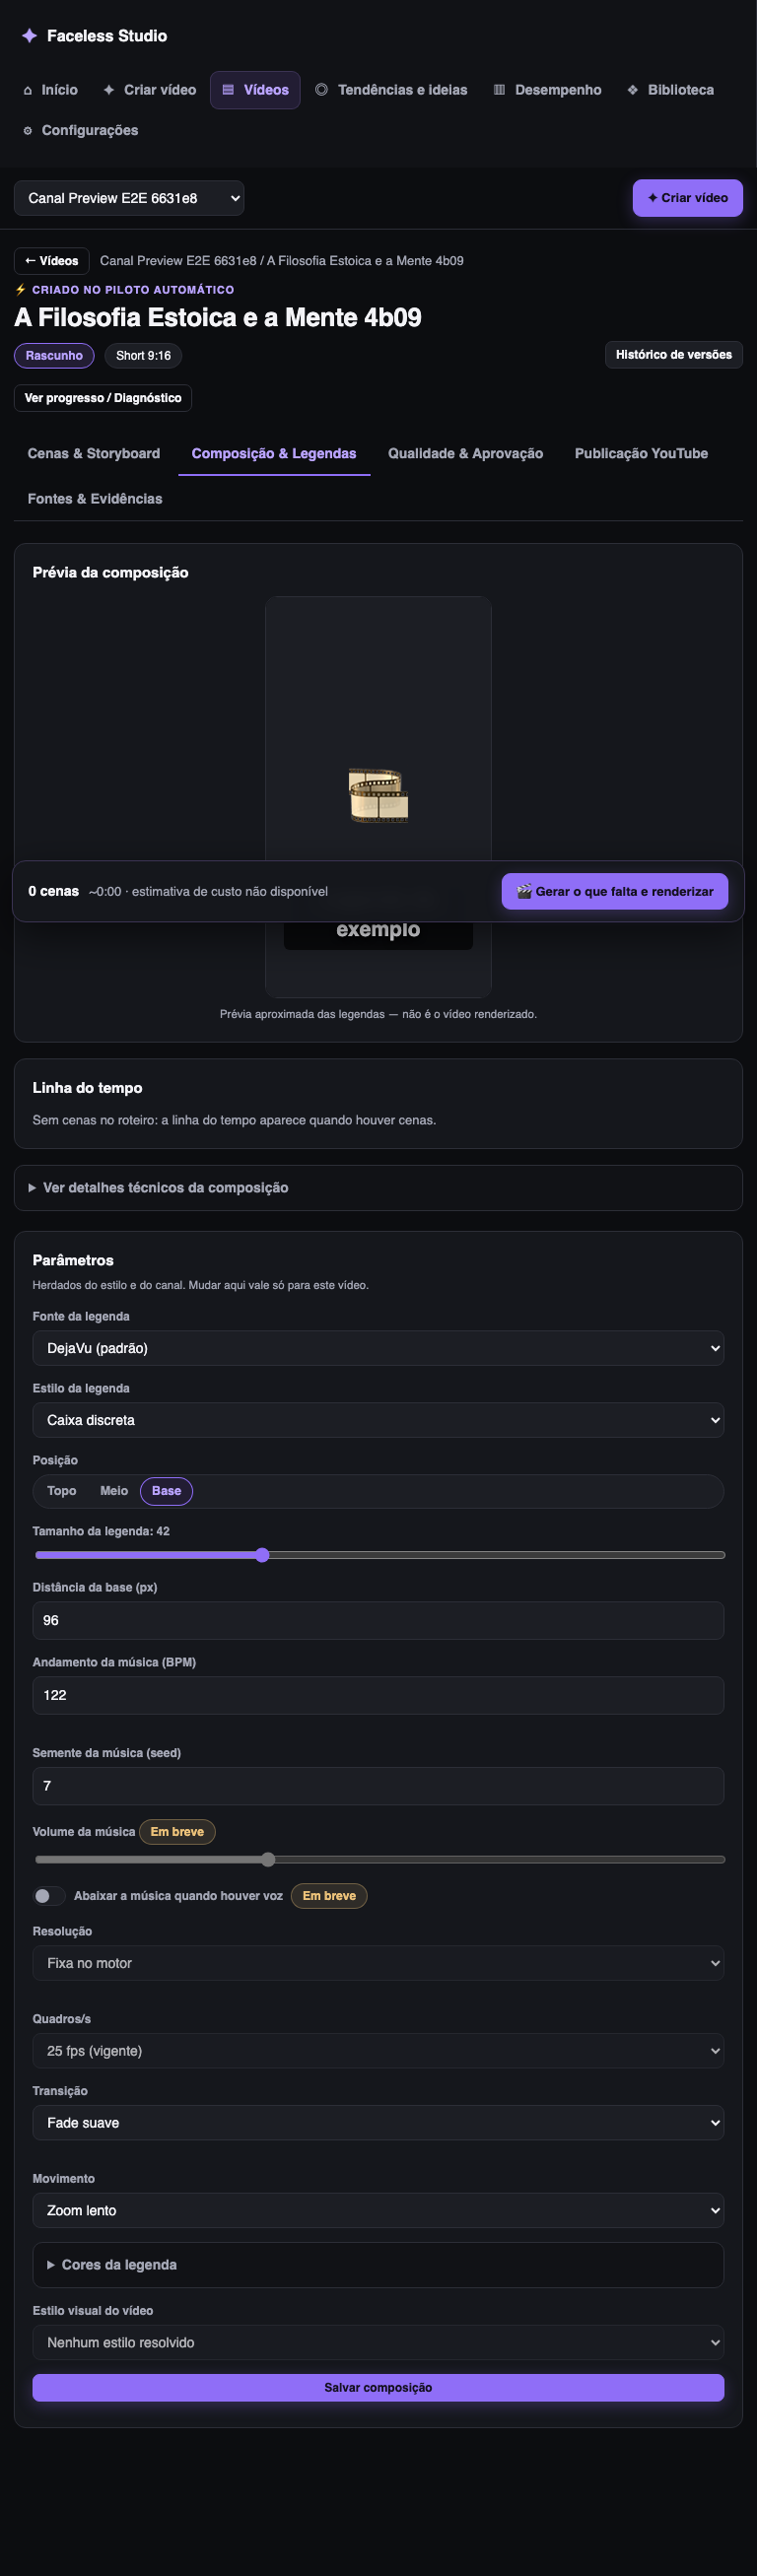 Faceless Studio
Início
Criar vídeo
Vídeos
Tendências e ideias
Desempenho
Biblioteca
Configurações
Canal Preview E2E 6631e8
✦ Criar vídeo
← Vídeos
Canal Preview E2E 6631e8 / A Filosofia Estoica e a Mente 4b09
⚡ CRIADO NO PILOTO AUTOMÁTICO
A Filosofia Estoica e a Mente 4b09
Rascunho
Short 9:16
Histórico de versões
Ver progresso / Diagnóstico
Cenas & Storyboard
Composição & Legendas
Qualidade & Aprovação
Publicação YouTube
Fontes & Evidências
Prévia da composição
0 cenas ~0:00 · estimativa de custo não disponível
🎬 Gerar o que falta e renderizar
exemplo
Prévia aproximada das legendas — não é o vídeo renderizado.
Linha do tempo
Sem cenas no roteiro: a linha do tempo aparece quando houver cenas.
▶ Ver detalhes técnicos da composição
Parâmetros
Herdados do estilo e do canal. Mudar aqui vale só para este vídeo.
Fonte da legenda
DejaVu (padrão)
Estilo da legenda
Caixa discreta
Posição
Topo Meio Base
Tamanho da legenda: 42
Distância da base (px)
96
Andamento da música (BPM)
122
Semente da música (seed)
7
Volume da música Em breve
Abaixar a música quando houver voz Em breve
Resolução
Fixa no motor
Quadros/s
25 fps (vigente)
Transição
Fade suave
Movimento
Zoom lento
▶ Cores da legenda
Estilo visual do vídeo
Nenhum estilo resolvido
Salvar composição